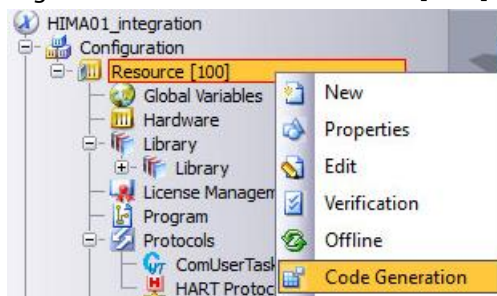 HIMA01_integration
Configuration
Resource [100]
Global Variables
Hardware
Library
Library
License Managem
Program
Protocols
ComUserTask
HART Protoc
New
Properties
Edit
Verification
Offline
Code Generation